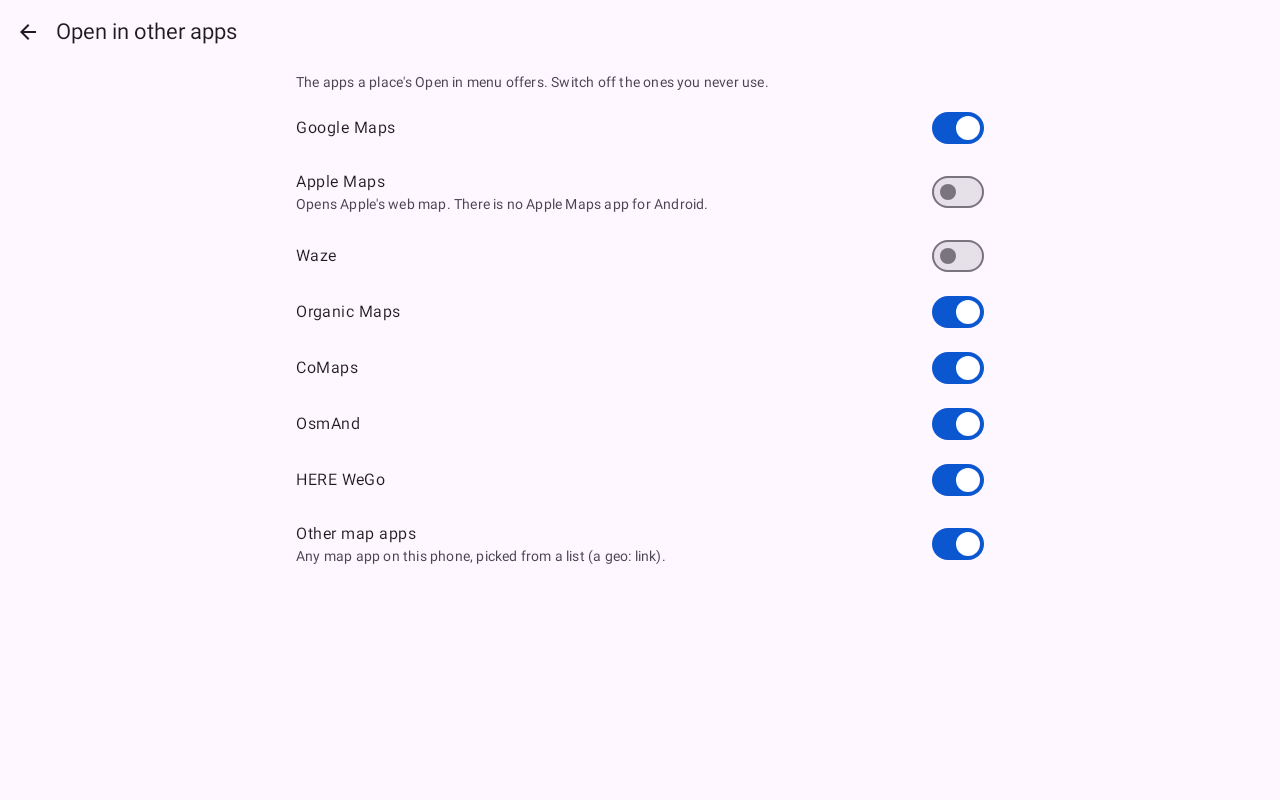 Open in other apps
The apps a place's Open in menu offers. Switch off the ones you never use.
Google Maps
Apple Maps
Opens Apple's web map. There is no Apple Maps app for Android.
Waze
Organic Maps
CoMaps
OsmAnd
HERE WeGo
Other map apps
Any map app on this phone, picked from a list (a geo: link).